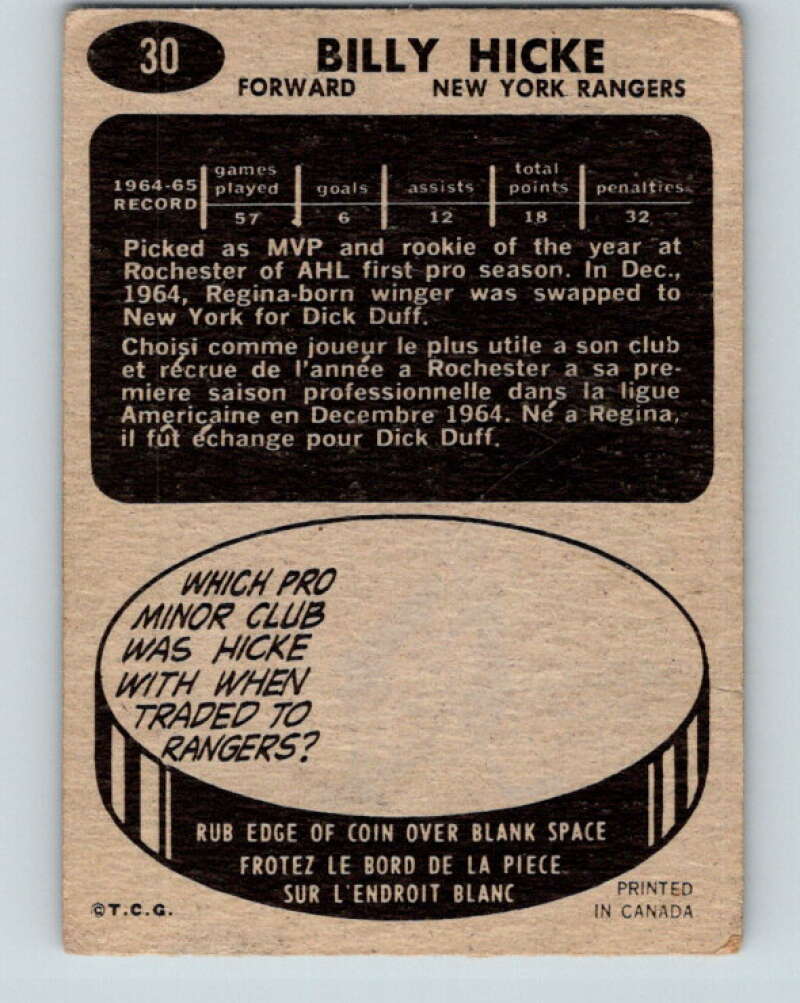 30
BILLY HICKE
FORWARD NEW YORK RANGERS
1964-65 RECORD
games played goals assists total points penalties
57 6 12 18 32
Picked as MVP and rookie of the year at
Rochester of AHL first pro season. In Dec.,
1964, Regina-born winger was swapped to
New York for Dick Duff.
Choisi comme joueur le plus utile a son club
et récrue de l'année a Rochester a sa pre-
miere saison professionnelle dans la ligue
Americaine en Decembre 1964. Né a Regina,
il fût échange pour Dick Duff.
WHICH PRO
MINOR CLUB
WAS HICKE
WITH WHEN
TRADED TO
RANGERS?
RUB EDGE OF COIN OVER BLANK SPACE
FROTEZ LE BORD DE LA PIECE
SUR L'ENDROIT BLANC
©T.C.G.
PRINTED
IN CANADA